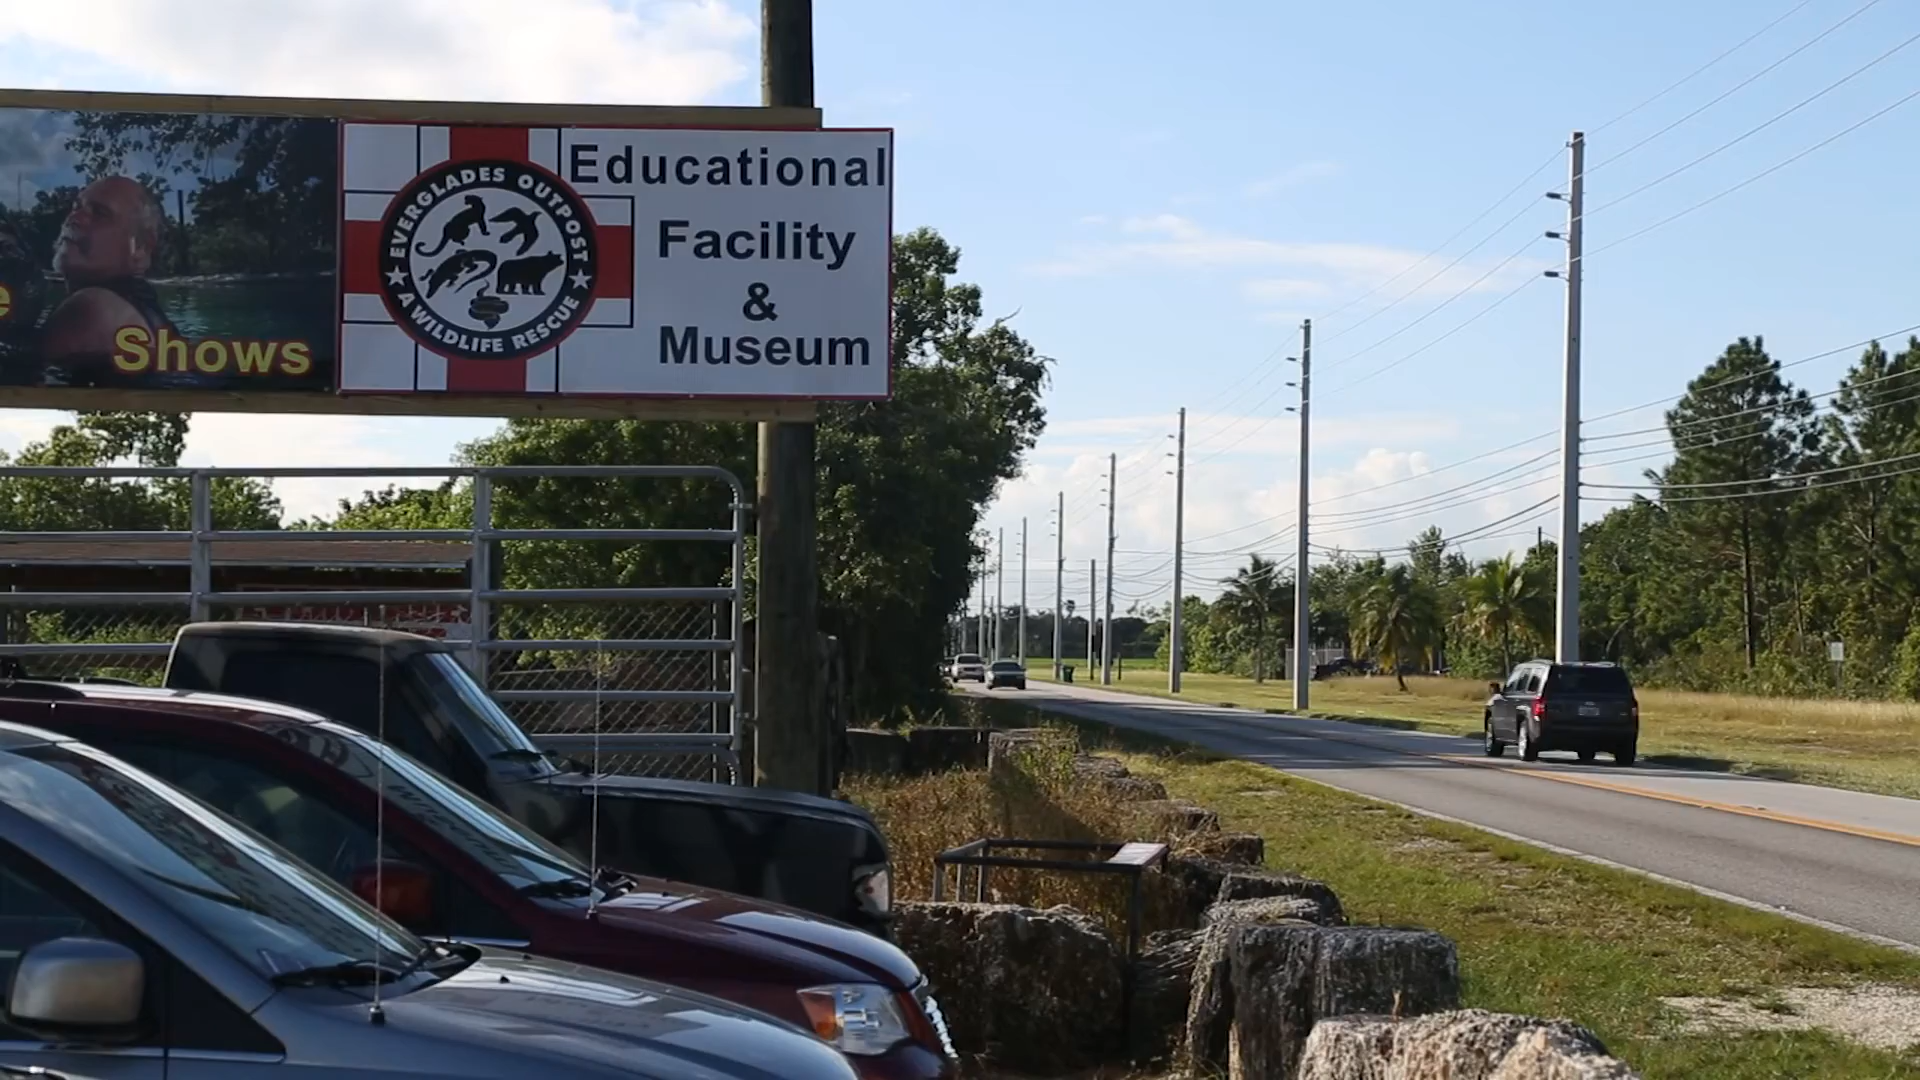 Shows
EVERGLADES OUTPOST
A WILDLIFE RESCUE
Educational
Facility
&
Museum